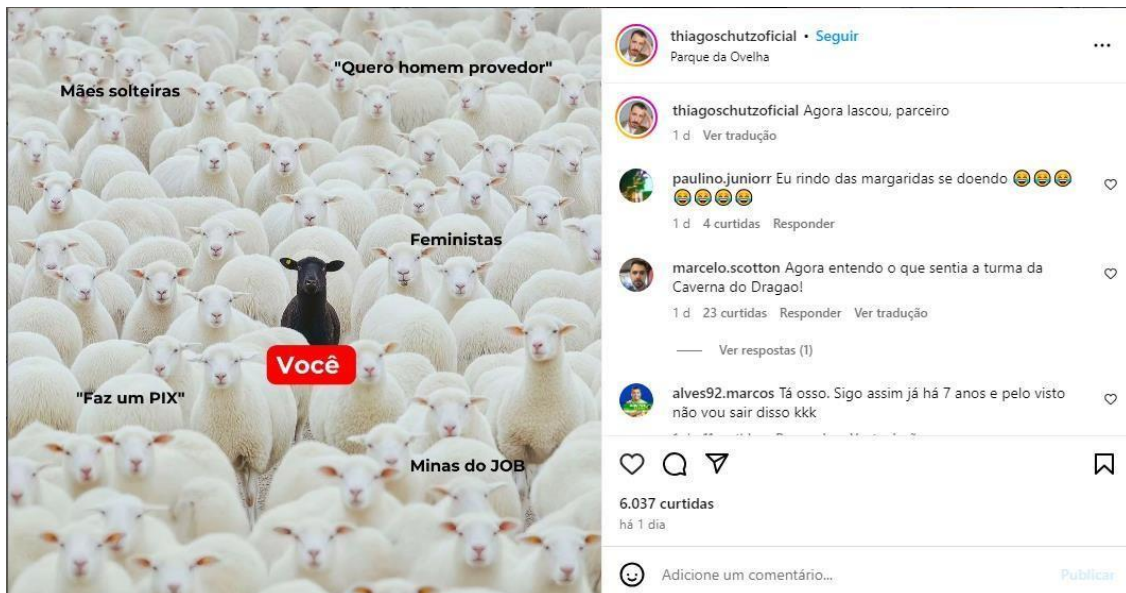 "Quero homem provedor"
Mães solteiras
Feministas
Você
"Faz um PIX"
Minas do JOB
thiagoschutzoficial • Seguir
Parque da Ovelha
thiagoschutzoficial Agora lascou, parceiro
1 d Ver tradução
paulino.juniorr Eu rindo das margaridas se doendo 😂😂😂
😂😂😂😂
1 d 4 curtidas Responder
marcelo.scotton Agora entendo o que sentia a turma da
Caverna do Dragao!
1 d 23 curtidas Responder Ver tradução
Ver respostas (1)
alves92.marcos Tá osso. Sigo assim já há 7 anos e pelo visto
não vou sair disso kkk
6.037 curtidas
há 1 dia
Adicione um comentário...
Publicar